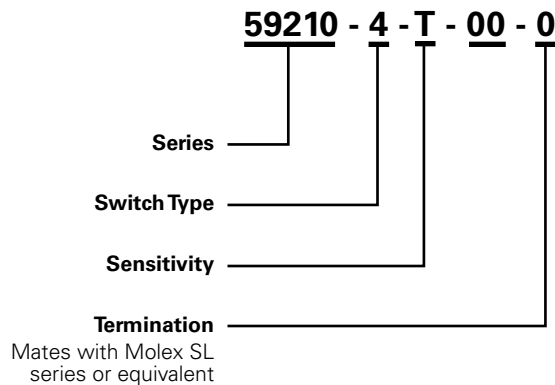 59210 - 4 - T - 00 - 0
Series
Switch Type
Sensitivity
Termination
Mates with Molex SL
series or equivalent